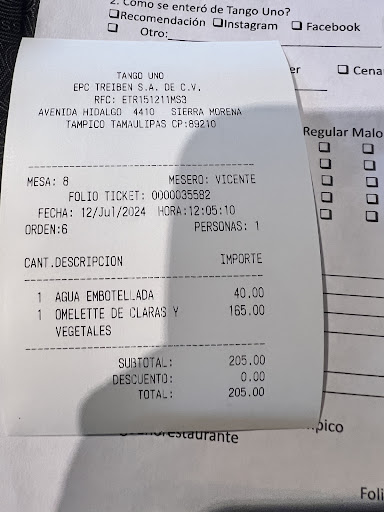 2. Cómo se enteró de Tango Uno?
❑Recomendación ❑Instagram ❑ Facebook
❑ Otro:
❑ Cena
Regular Malo
TANGO UNO
EPC TREIBEN S.A. DE C.V.
RFC: ETR151211MS3
AVENIDA HIDALGO 4410 SIERRA MORENA
TAMPICO TAMAULIPAS CP:89210
MESA: 8 MESERO: VICENTE
FOLIO TICKET: 0000035582
FECHA: 12/Jul/2024 HORA:12:05:10
ORDEN:6 PERSONAS: 1
CANT.DESCRIPCION IMPORTE
1 AGUA EMBOTELLADA 40.00
1 OMELETTE DE CLARAS Y 165.00
VEGETALES
SUBTOTAL: 205.00
DESCUENTO: 0.00
TOTAL: 205.00
restaurante
pico
Foli